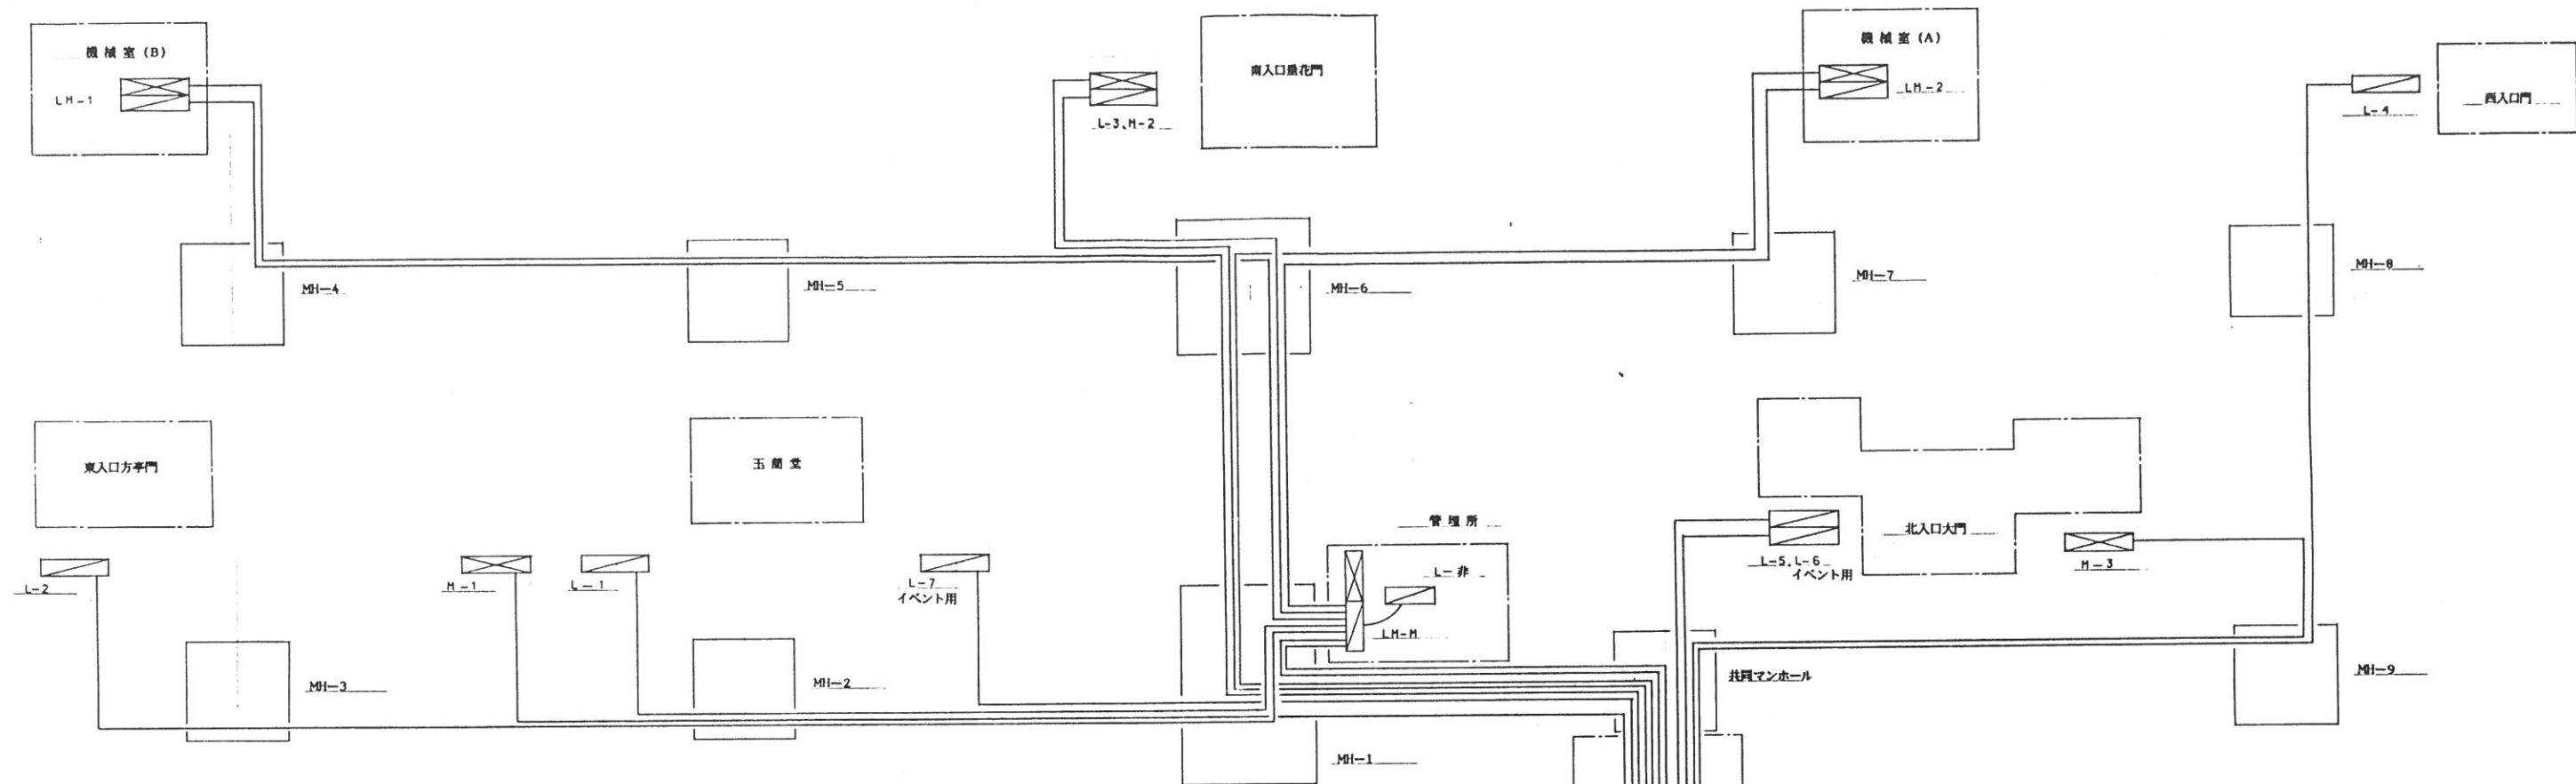 機械室(B)
LM-1
L-3、M-2
南入口垂花門
機械室(A)
LM-2
L-4
西入口門
MH-4
MH-5
MH-6
MH-7
MH-8
東入口方亭門
玉蘭堂
管理所
北入口大門
L-2
M-1
L-1
L-7
イベント用
L-非
LM-M
L-5、L-6
イベント用
M-3
MH-3
MH-2
共同マンホール
MH-9
MH-1